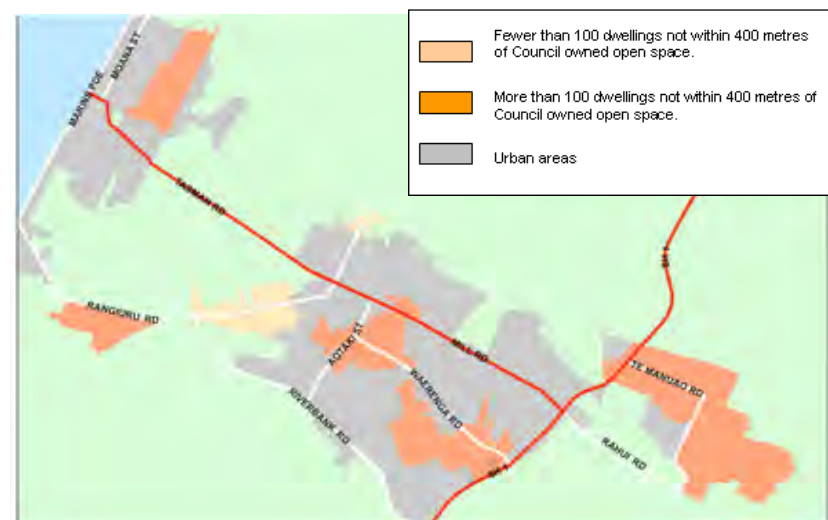 Fewer than 100 dwellings not within 400 metres
of Council owned open space.
More than 100 dwellings not within 400 metres of
Council owned open space.
Urban areas
MARINE PDE
MOANA ST
TASMAN RD
SH 1
RANGIURU RD
AOTAKI ST
MILL RD
TE MANUAO RD
WAERENGA RD
RIVERBANK RD
RAHUI RD
SH 1